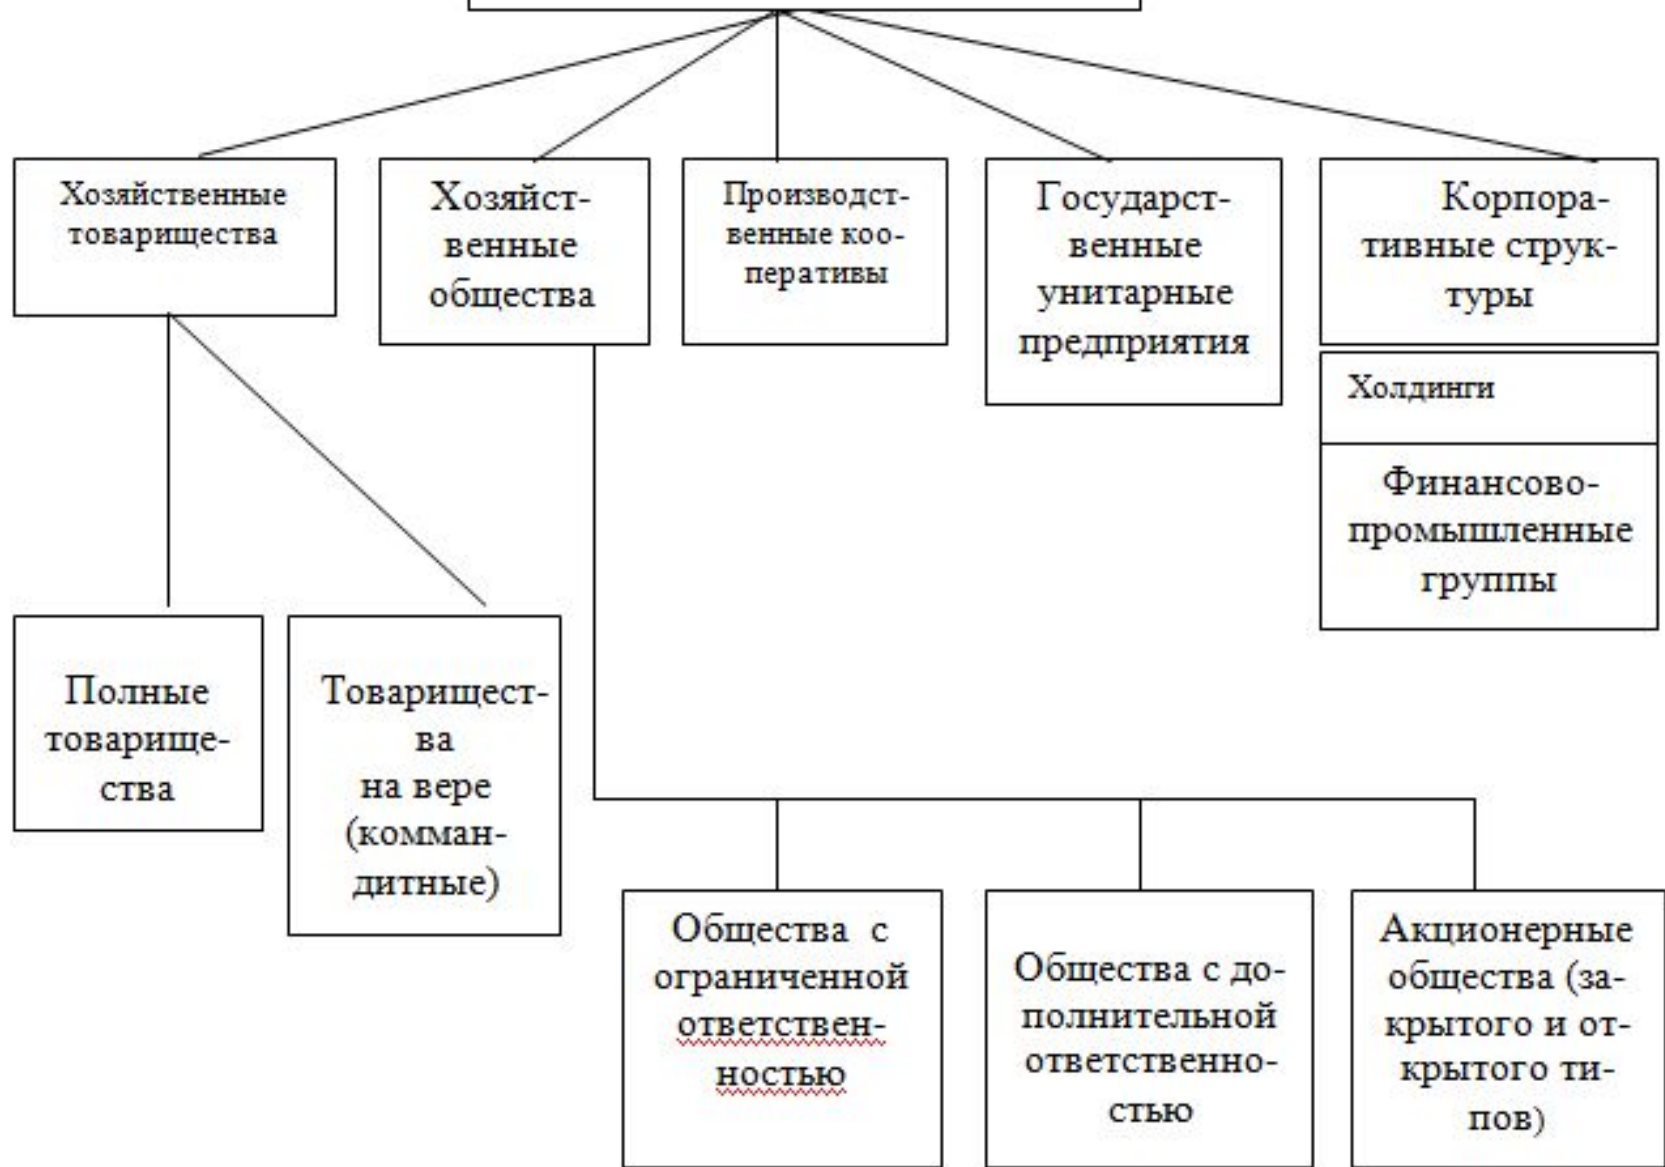 Хозяйственные
товарищества
Хозяйст-
венные
общества
Производст-
венные коо-
перативы
Государст-
венные
унитарные
предприятия
Корпора-
тивные струк-
туры
Холдинги
Финансово-
промышленные
группы
Полные
товарище-
ства
Товарищест-
ва
на вере
(комман-
дитные)
Общества с
ограниченной
ответствен-
ностью
Общества с до-
полнительной
ответственно-
стью
Акционерные
общества (за-
крытого и от-
крытого ти-
пов)